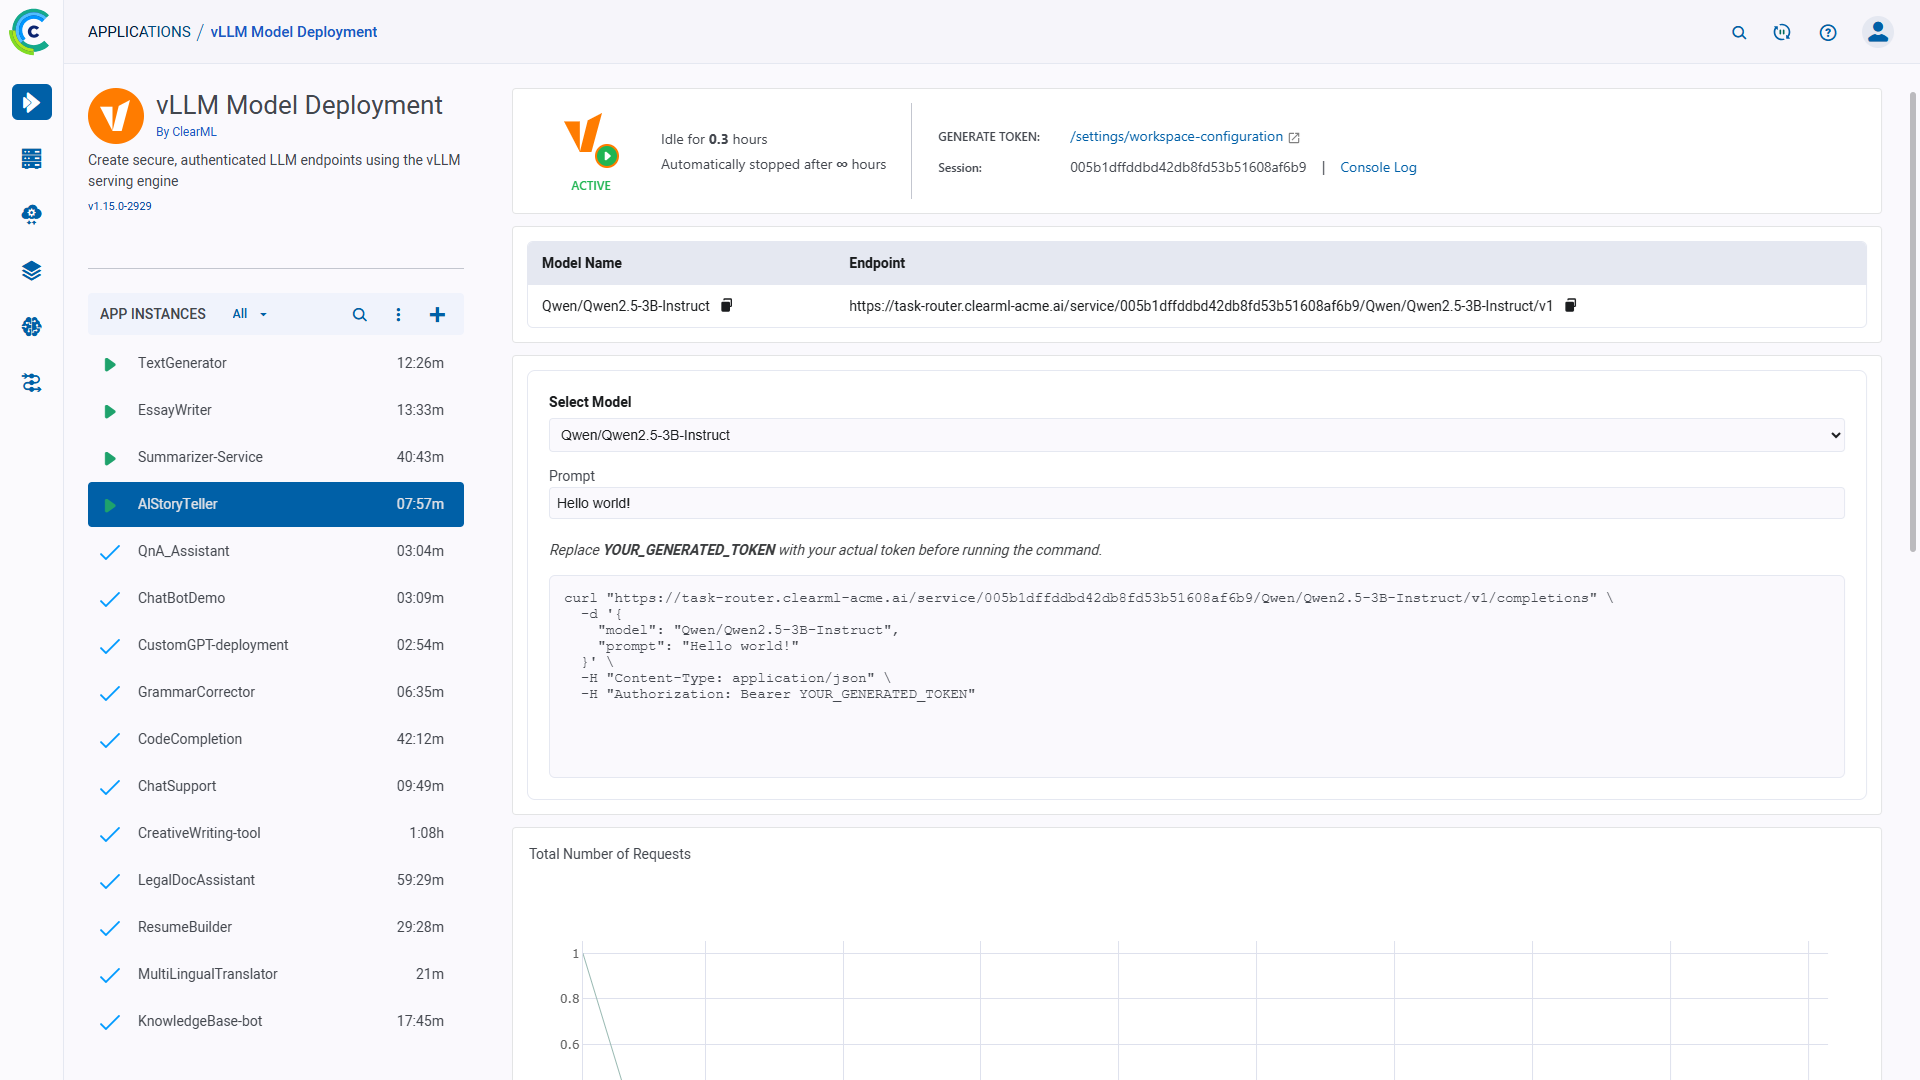 APPLICATIONS / vLLM Model Deployment
vLLM Model Deployment
By ClearML
Create secure, authenticated LLM endpoints using the vLLM
serving engine
v1.15.0-2929
APP INSTANCES All
TextGenerator 12:26m
EssayWriter 13:33m
Summarizer-Service 40:43m
AIStoryTeller 07:57m
QnA_Assistant 03:04m
ChatBotDemo 03:09m
CustomGPT-deployment 02:54m
GrammarCorrector 06:35m
CodeCompletion 42:12m
ChatSupport 09:49m
CreativeWriting-tool 1:08h
LegalDocAssistant 59:29m
ResumeBuilder 29:28m
MultiLingualTranslator 21m
KnowledgeBase-bot 17:45m
ACTIVE
Idle for 0.3 hours
Automatically stopped after ∞ hours
GENERATE TOKEN: /settings/workspace-configuration
Session: 005b1dffddbd42db8fd53b51608af6b9 | Console Log
Model Name Endpoint
Qwen/Qwen2.5-3B-Instruct https://task-router.clearml-acme.ai/service/005b1dffddbd42db8fd53b51608af6b9/Qwen/Qwen2.5-3B-Instruct/v1
Select Model
Qwen/Qwen2.5-3B-Instruct
Prompt
Hello world!
Replace YOUR_GENERATED_TOKEN with your actual token before running the command.
curl "https://task-router.clearml-acme.ai/service/005b1dffddbd42db8fd53b51608af6b9/Qwen/Qwen2.5-3B-Instruct/v1/completions" \
-d '{
"model": "Qwen/Qwen2.5-3B-Instruct",
"prompt": "Hello world!"
}' \
-H "Content-Type: application/json" \
-H "Authorization: Bearer YOUR_GENERATED_TOKEN"
Total Number of Requests
1
0.8
0.6